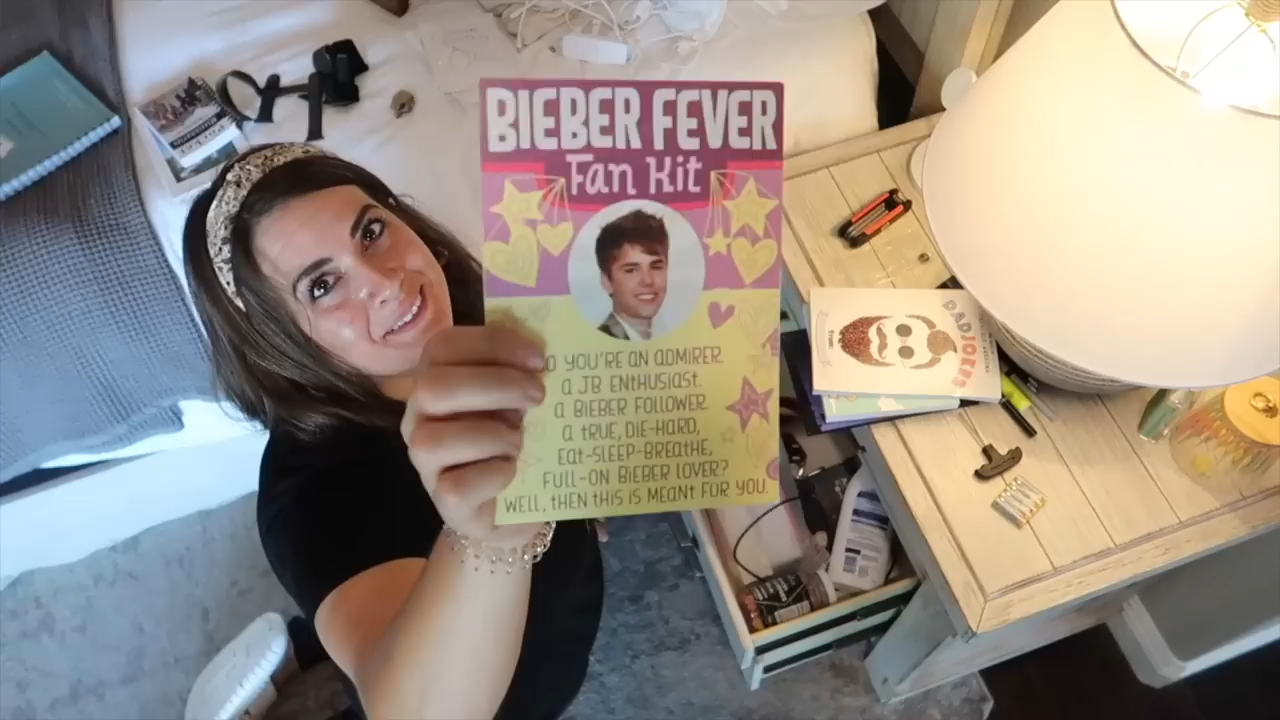 BIEBER FEVER
Fan Kit
YOU'RE AN ADMIRER.
a JB ENTHUSIAST.
a BIEBER FOLLOWER.
a tRUE, DIE-HARD,
Eat-SLEEP-BREatHE,
FULL-ON BIEBER LOVER?
WELL, tHEN tHIS IS MEaNt FOR YOU.
DAD JOKES